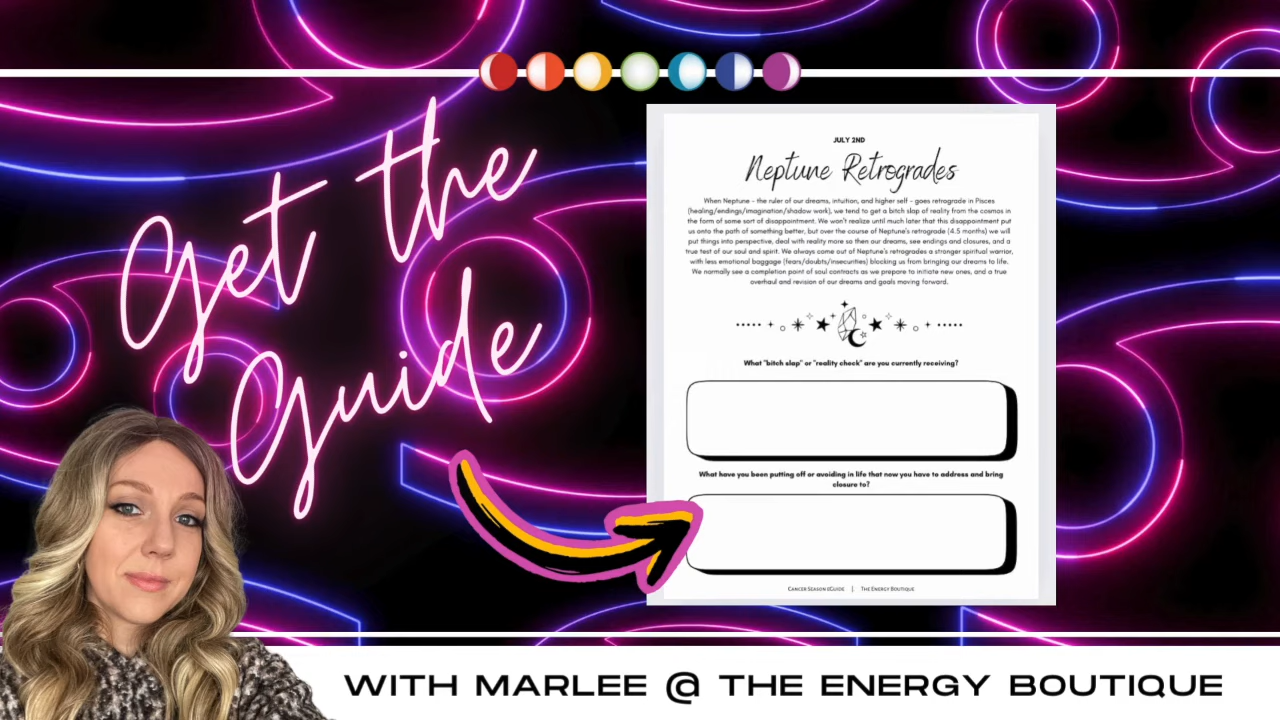 Get the
Guide
JULY 2ND
Neptune Retrogrades
When Neptune - the ruler of our dreams, intuition, and higher self - goes retrograde in Pisces
(healing/endings/imagination/shadow work), we tend to get a bitch slap of reality from the cosmos in
the form of some sort of disappointment. We won't realize until much later that this disappointment put
us onto the path of something better, but over the course of Neptune's retrograde (4.5 months) we will
put things into perspective, deal with reality more so then our dreams, see endings and closures, and a
true test of our soul and spirit. We always come out of Neptune's retrogrades a stronger spiritual warrior,
with less emotional baggage (fears/doubts/insecurities) blocking us from bringing our dreams to life.
We normally see a completion point of soul contracts as we prepare to initiate new ones, and a true
overhaul and revision of our dreams and goals moving forward.
What "bitch slap" or "reality check" are you currently receiving?
What have you been putting off or avoiding in life that now you have to address and bring
closure to?
CANCER SEASON EGUIDE | THE ENERGY BOUTIQUE
WITH MARLEE @ THE ENERGY BOUTIQUE